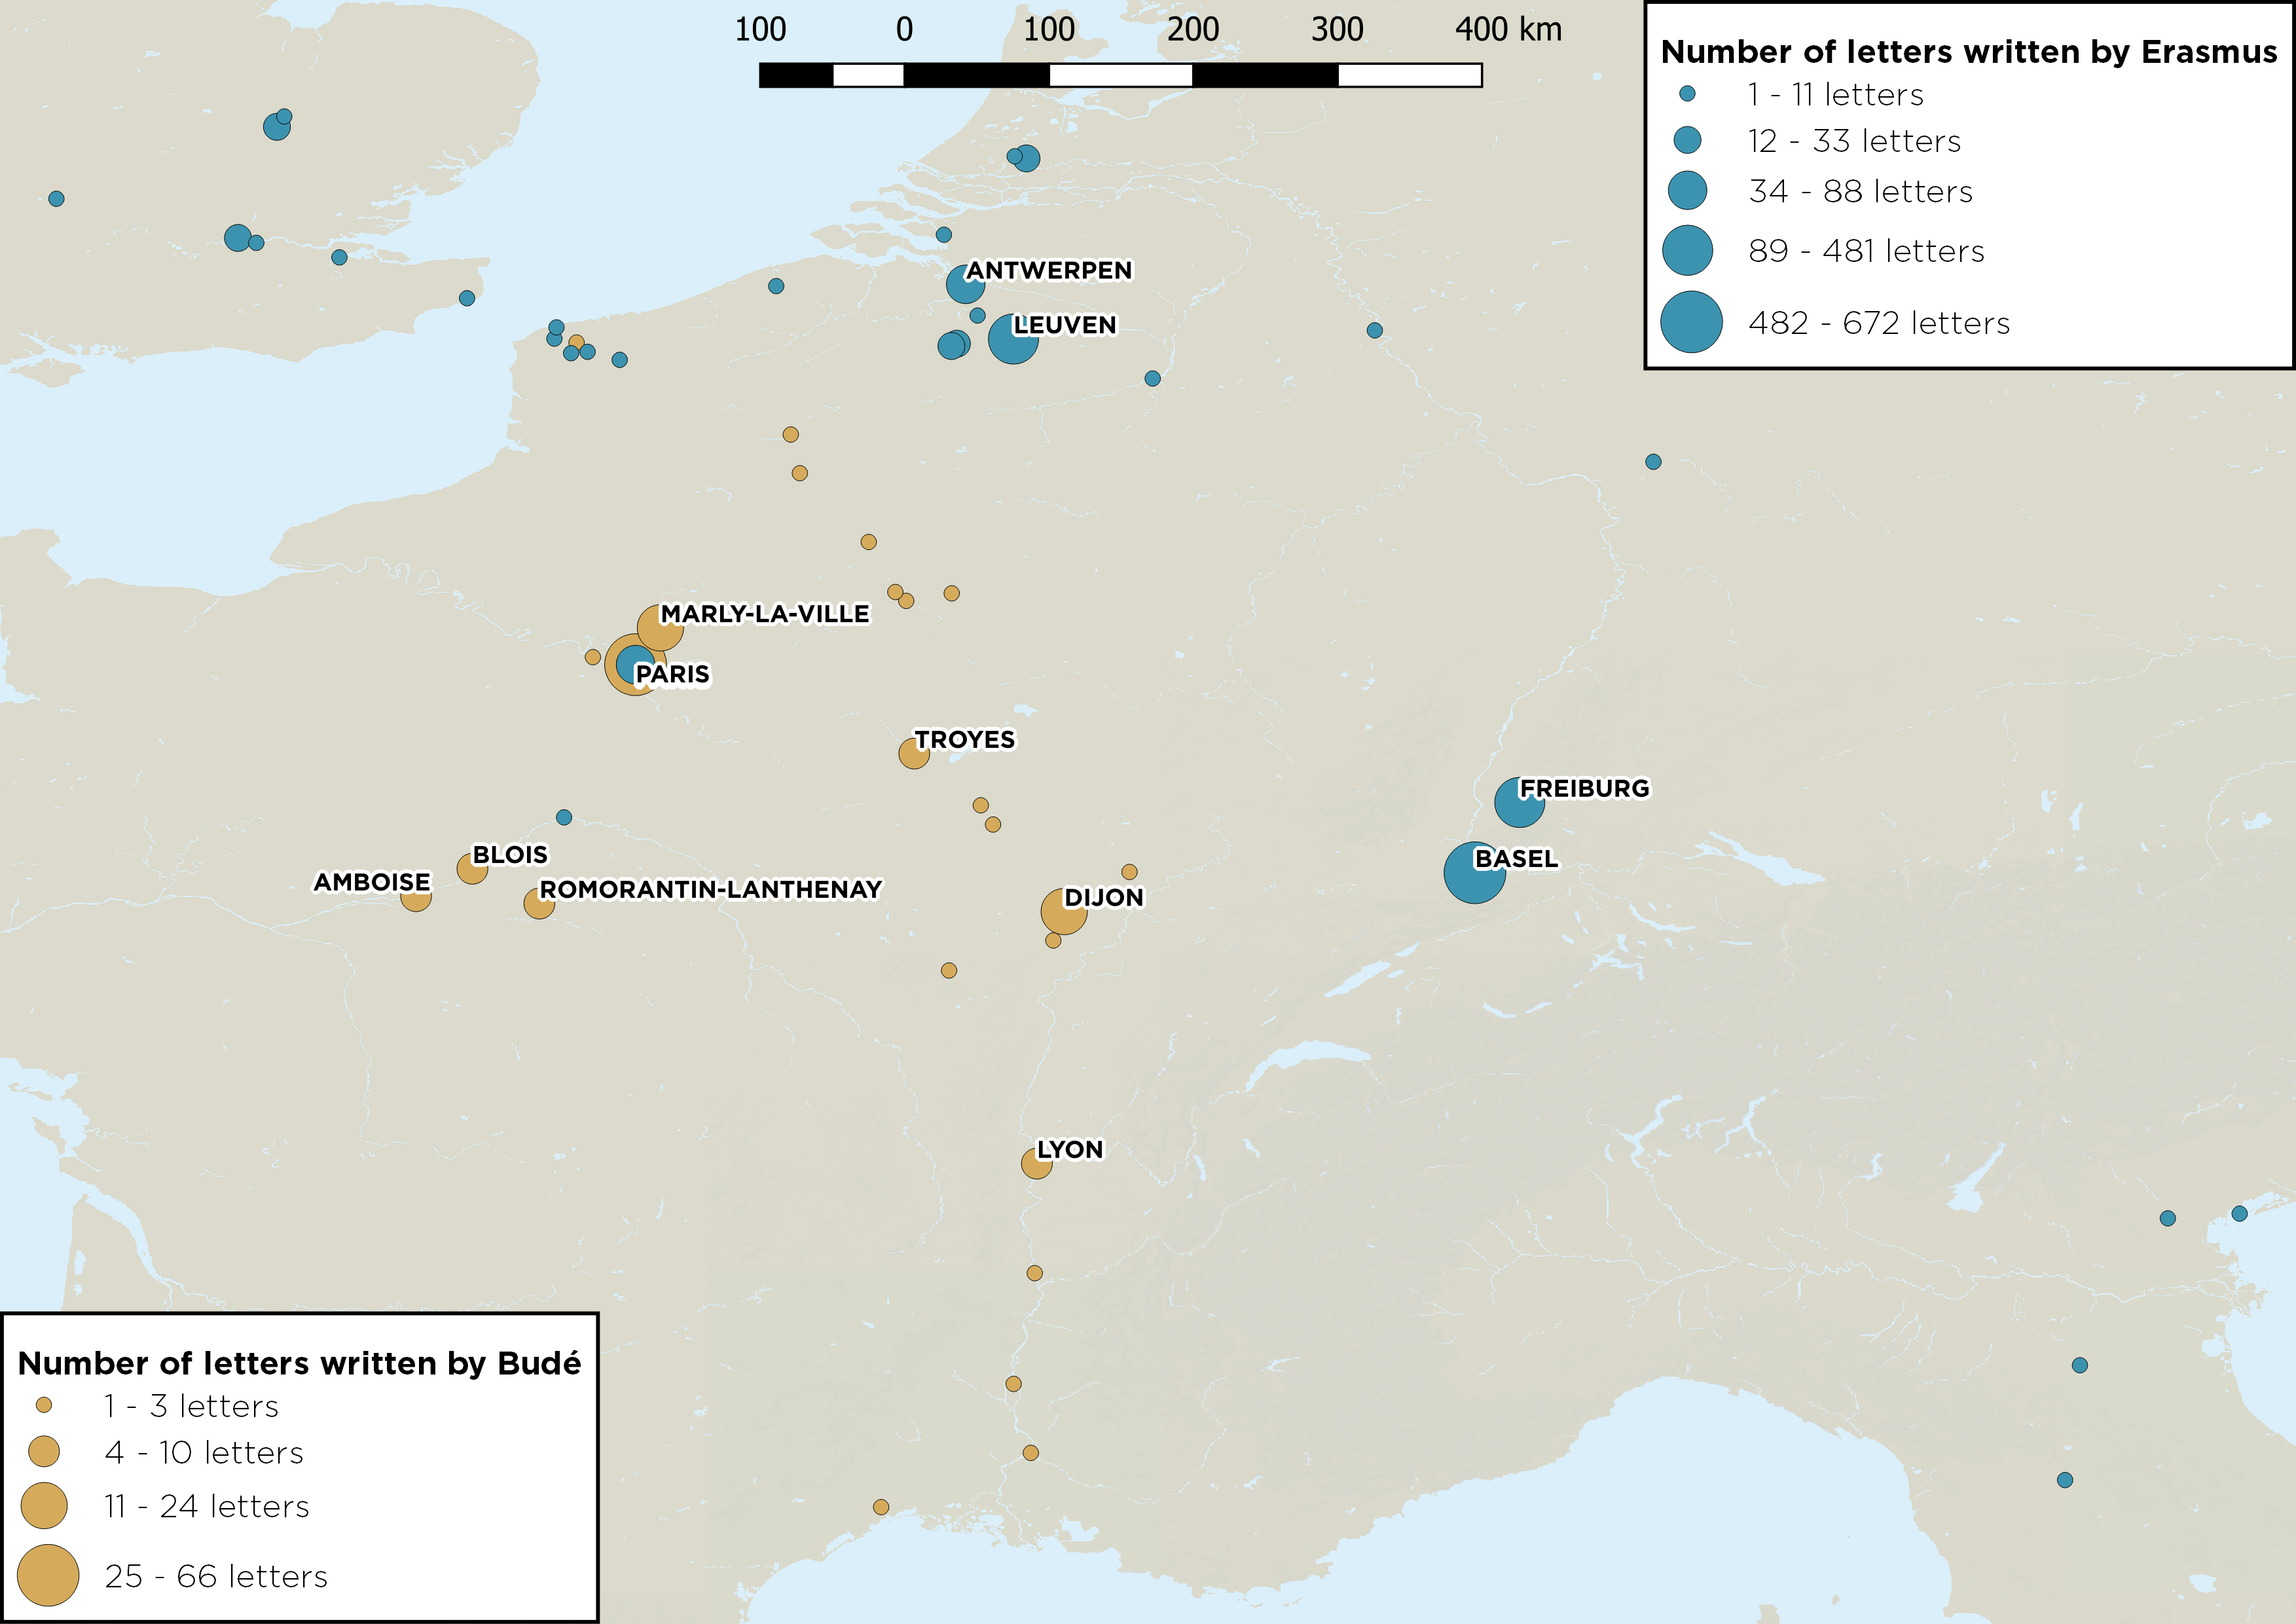 100 0 100 200 300 400 km
Number of letters written by Erasmus
1 - 11 letters
12 - 33 letters
34 - 88 letters
89 - 481 letters
482 - 672 letters
ANTWERPEN
LEUVEN
MARLY-LA-VILLE
PARIS
TROYES
FREIBURG
BLOIS
BASEL
AMBOISE
ROMORANTIN-LANTHENAY
DIJON
LYON
Number of letters written by Budé
1 - 3 letters
4 - 10 letters
11 - 24 letters
25 - 66 letters